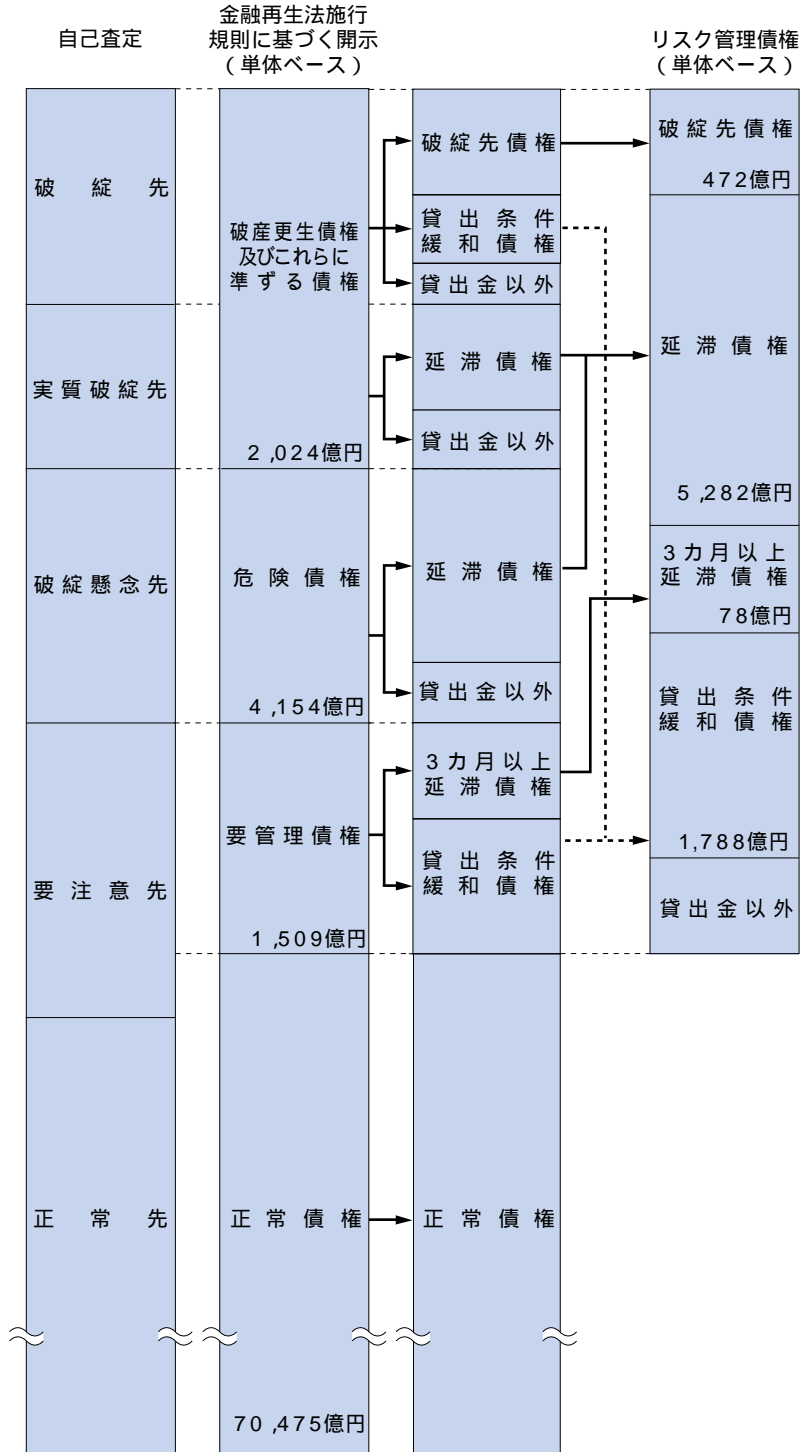 自己査定
金融再生法施行
規則に基づく開示
(単体ベース)
リスク管理債権
(単体ベース)
破綻先
実質破綻先
破綻懸念先
要注意先
正常先
破産更生債権
及びこれらに
準ずる債権
2,024億円
危険債権
4,154億円
要管理債権
1,509億円
正常債権
70,475億円
破綻先債権
貸出条件
緩和債権
貸出金以外
延滞債権
貸出金以外
延滞債権
貸出金以外
3カ月以上
延滞債権
貸出条件
緩和債権
正常債権
破綻先債権
472億円
延滞債権
5,282億円
3カ月以上
延滞債権
78億円
貸出条件
緩和債権
1,788億円
貸出金以外